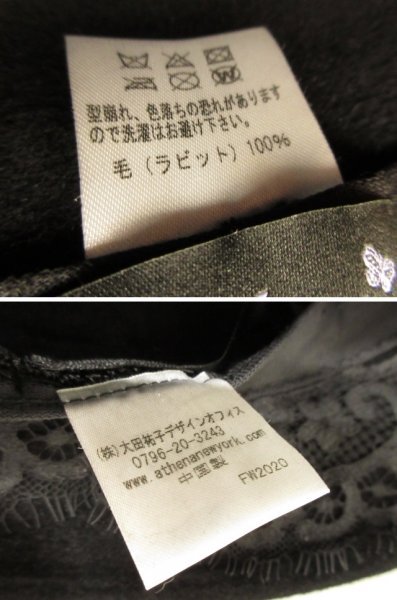 型崩れ、色落ちの恐れがあります
ので洗濯はお避け下さい。
毛（ラビット）100%
(株)大田祐子デザインオフィス
0796-20-3243
www.athenanewyork.com
中国製
FW2020